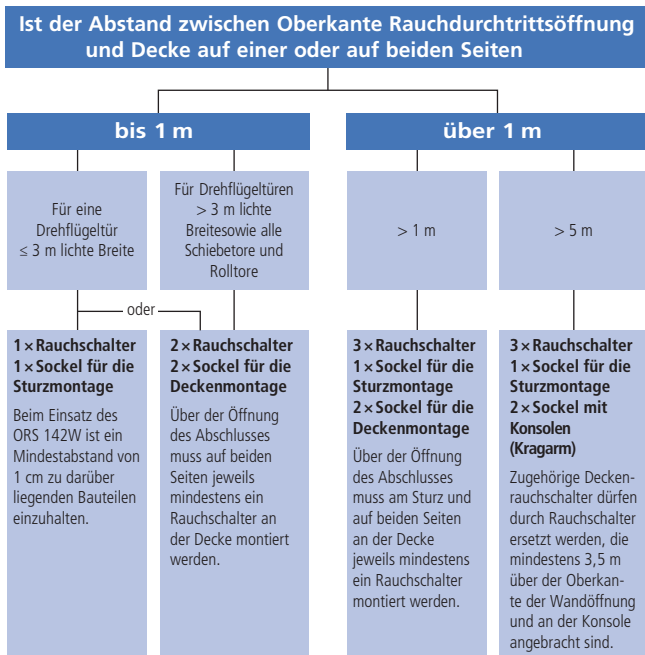 Ist der Abstand zwischen Oberkante Rauchdurchtrittsöffnung
und Decke auf einer oder auf beiden Seiten
bis 1 m
über 1 m
Für eine
Drehflügeltür
≤ 3 m lichte Breite
Für Drehflügeltüren
> 3 m lichte
Breitesowie alle
Schiebetore und
Rolltore
> 1 m
> 5 m
oder
1 × Rauchschalter
1 × Sockel für die
Sturzmontage
Beim Einsatz des
ORS 142W ist ein
Mindestabstand von
1 cm zu darüber
liegenden Bauteilen
einzuhalten.
2 × Rauchschalter
2 × Sockel für die
Deckenmontage
Über der Öffnung
des Abschlusses
muss auf beiden
Seiten jeweils
mindestens ein
Rauchschalter an
der Decke montiert
werden.
3 × Rauchschalter
1 × Sockel für die
Sturzmontage
2 × Sockel für die
Deckenmontage
Über der Öffnung
des Abschlusses
muss am Sturz und
auf beiden Seiten
an der Decke
jeweils mindestens
ein Rauchschalter
montiert werden.
3 × Rauchschalter
1 × Sockel für die
Sturzmontage
2 × Sockel mit
Konsolen
(Kragarm)
Zugehörige Decken-
rauchschalter dürfen
durch Rauchschalter
ersetzt werden, die
mindestens 3,5 m
über der Oberkan-
te der Wandöffnung
und an der Konsole
angebracht sind.